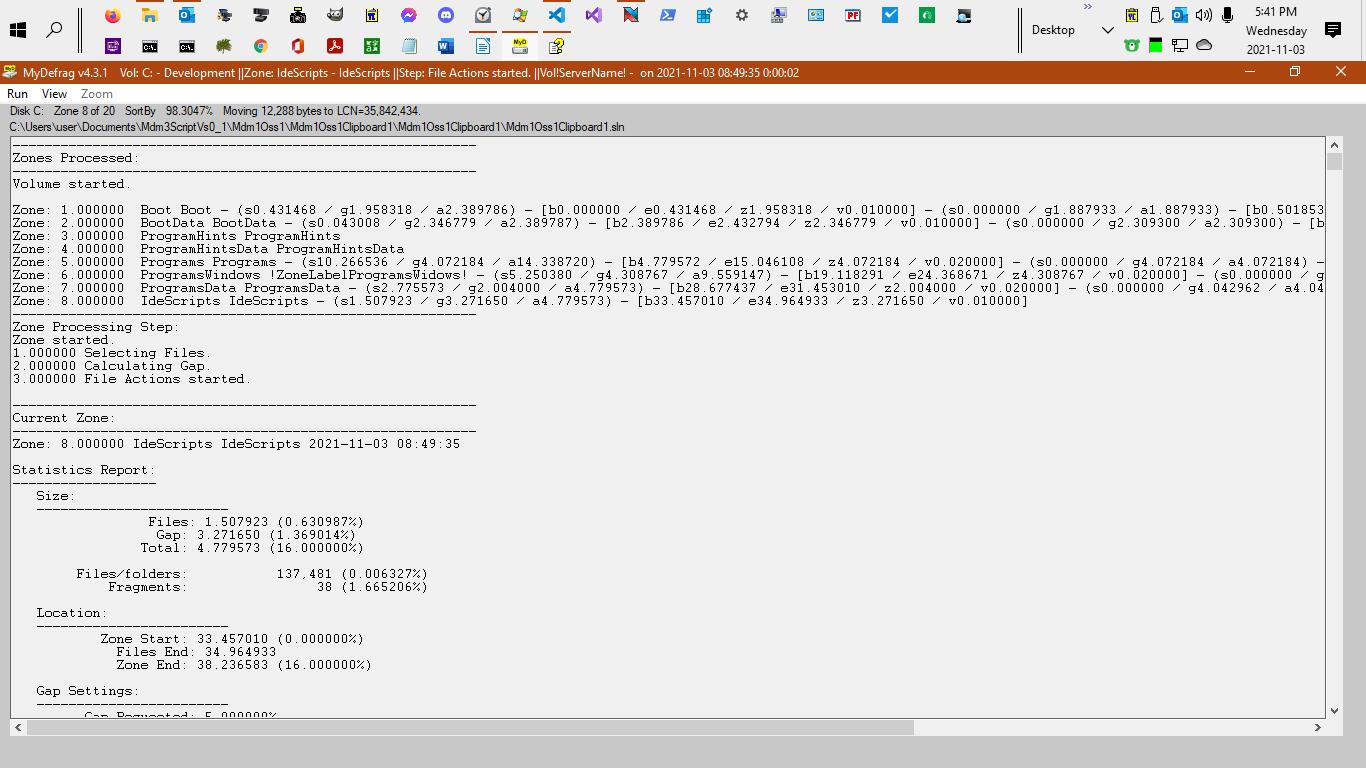 5:41 PM
Desktop
Wednesday
2021-11-03
MyDefrag v4.3.1 Vol: C: - Development ||Zone: IdeScripts - IdeScripts ||Step: File Actions started. ||Vol!ServerName! - on 2021-11-03 08:49:35 0:00:02
Run View Zoom
Disk C: Zone 8 of 20 SortBy 98.3047% Moving 12,288 bytes to LCN=35,842,434.
C:\Users\user\Documents\Mdm3ScriptVs0_1\Mdm1Oss1\Mdm1Oss1Clipboard1\Mdm1Oss1Clipboard1\Mdm1Oss1Clipboard1.sln
----------------------------------------------------------
Zones Processed:
----------------------------------------------------------
Volume started.
Zone: 1.000000 Boot Boot - (s0.431468 / g1.958318 / a2.389786) - [b0.000000 / e0.431468 / z1.958318 / v0.010000] - (s0.000000 / g1.887933 / a1.887933) - [b0.501853
Zone: 2.000000 BootData BootData - (s0.043008 / g2.346779 / a2.389787) - [b2.389786 / e2.432794 / z2.346779 / v0.010000] - (s0.000000 / g2.309300 / a2.309300) - [b
Zone: 3.000000 ProgramHints ProgramHints
Zone: 4.000000 ProgramHintsData ProgramHintsData
Zone: 5.000000 Programs Programs - (s10.266536 / g4.072184 / a14.338720) - [b4.779572 / e15.046108 / z4.072184 / v0.020000] - (s0.000000 / g4.072184 / a4.072184) -
Zone: 6.000000 ProgramsWindows !ZoneLabelProgramsWidows! - (s5.250380 / g4.308767 / a9.559147) - [b19.118291 / e24.368671 / z4.308767 / v0.020000] - (s0.000000 / g
Zone: 7.000000 ProgramsData ProgramsData - (s2.775573 / g2.004000 / a4.779573) - [b28.677437 / e31.453010 / z2.004000 / v0.020000] - (s0.000000 / g4.042962 / a4.04
Zone: 8.000000 IdeScripts IdeScripts - (s1.507923 / g3.271650 / a4.779573) - [b33.457010 / e34.964933 / z3.271650 / v0.010000]
----------------------------------------------------------
Zone Processing Step:
Zone started.
1.000000 Selecting Files.
2.000000 Calculating Gap.
3.000000 File Actions started.
----------------------------------------------------------
Current Zone:
----------------------------------------------------------
Zone: 8.000000 IdeScripts IdeScripts 2021-11-03 08:49:35
Statistics Report:
------------------
Size:
------------------------
Files: 1.507923 (0.630987%)
Gap: 3.271650 (1.369014%)
Total: 4.779573 (16.000000%)
Files/folders: 137,481 (0.006327%)
Fragments: 38 (1.665206%)
Location:
------------------------
Zone Start: 33.457010 (0.000000%)
Files End: 34.964933
Zone End: 38.236583 (16.000000%)
Gap Settings:
------------------------
Gap Requested: 5.000000%